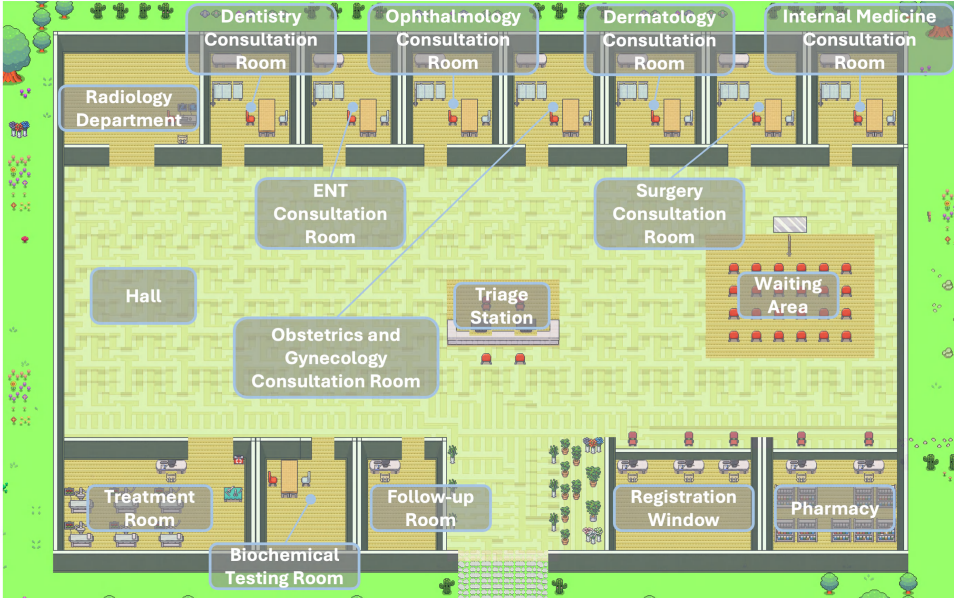 Dentistry
Consultation
Room
Ophthalmology
Consultation
Room
Dermatology
Consultation
Room
Internal Medicine
Consultation
Room
Radiology
Department
ENT
Consultation
Room
Surgery
Consultation
Room
Hall
Triage
Station
Waiting
Area
Obstetrics and
Gynecology
Consultation Room
Treatment
Room
Follow-up
Room
Registration
Window
Pharmacy
Biochemical
Testing Room